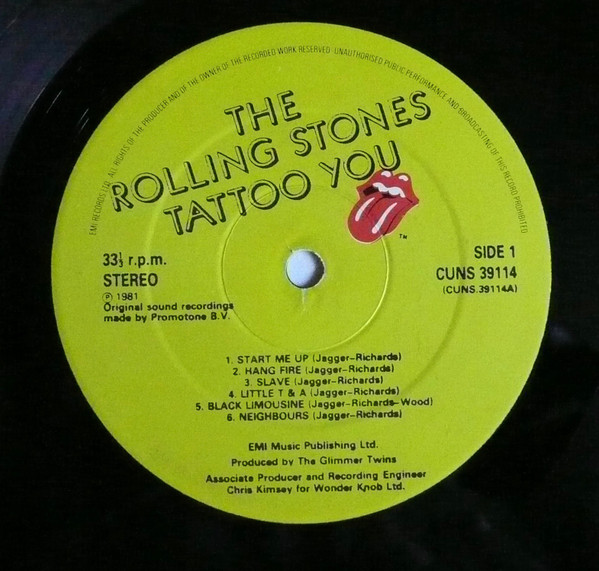 EMI RECORDS LTD. ALL RIGHTS OF THE PRODUCER AND OF THE OWNER OF THE RECORDED WORK RESERVED · UNAUTHORISED PUBLIC PERFORMANCE AND BROADCASTING OF THIS RECORD PROHIBITED
THE
ROLLING STONES
TATTOO YOU
TM
33⅓ r.p.m.
STEREO
℗ 1981
Original sound recordings
made by Promotone B.V.
SIDE 1
CUNS 39114
(CUNS.39114A)
1. START ME UP (Jagger-Richards)
2. HANG FIRE (Jagger-Richards)
3. SLAVE (Jagger-Richards)
4. LITTLE T & A (Jagger-Richards)
5. BLACK LIMOUSINE (Jagger-Richards-Wood)
6. NEIGHBOURS (Jagger-Richards)
EMI Music Publishing Ltd.
Produced by The Glimmer Twins
Associate Producer and Recording Engineer
Chris Kimsey for Wonder Knob Ltd.